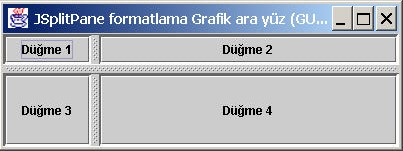 JSplitPane formatlama Grafik ara yüz (GU...
Düğme 1
Düğme 2
Düğme 3
Düğme 4